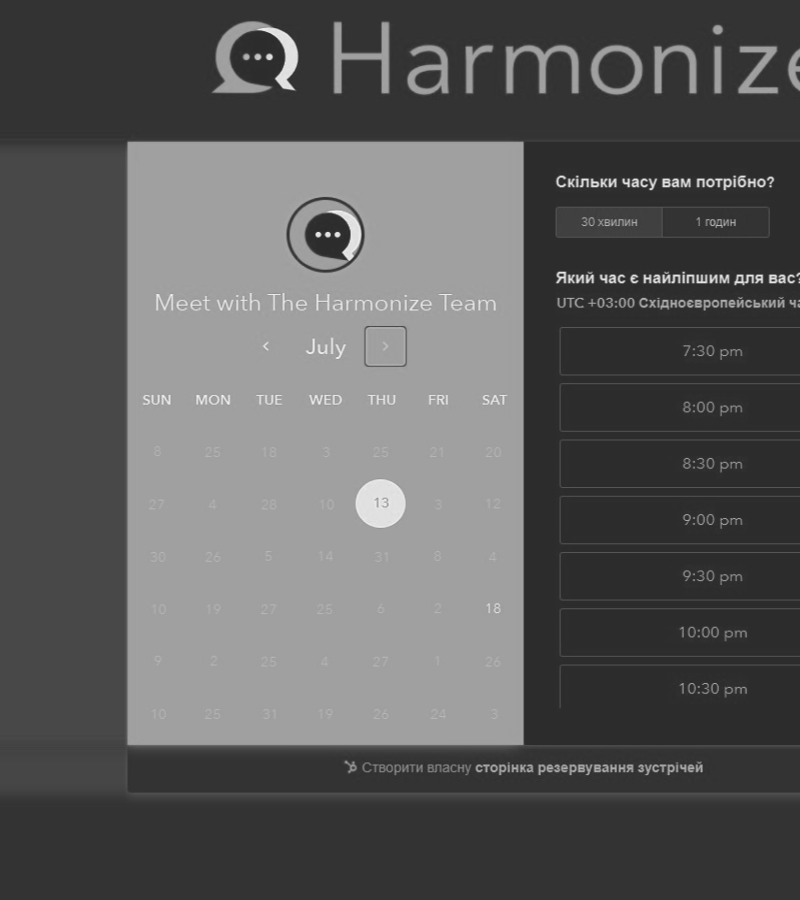 Harmonize
Meet with The Harmonize Team
July
SUN MON TUE WED THU FRI SAT
8 25 18 3 25 21 20
27 4 28 10 13 3 12
30 26 5 14 31 8 4
10 19 27 25 6 2 18
9 2 25 4 27 1 26
10 25 31 19 26 24 3
Скільки часу вам потрібно?
30 хвилин 1 годин
Який час є найліпшим для вас?
UTC +03:00 Східноєвропейський ча
7:30 pm
8:00 pm
8:30 pm
9:00 pm
9:30 pm
10:00 pm
10:30 pm
Створити власну сторінка резервування зустрічей